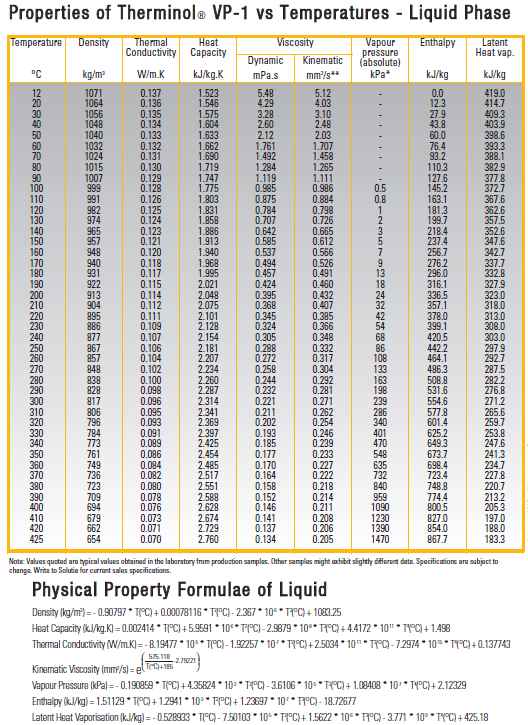 Properties of Therminol® VP-1 vs Temperatures - Liquid Phase
Temperature Density Thermal Conductivity Heat Capacity Viscosity Vapour pressure (absolute) Enthalpy Latent Heat vap.
Dynamic Kinematic
°C kg/m³ W/m.K kJ/kg.K mPa.s mm²/s** kPa* kJ/kg kJ/kg
12 1071 0.137 1.523 5.48 5.12 - 0.0 419.0
20 1064 0.136 1.546 4.29 4.03 - 12.3 414.7
30 1056 0.135 1.575 3.28 3.10 - 27.9 409.3
40 1048 0.134 1.604 2.60 2.48 - 43.8 403.9
50 1040 0.133 1.633 2.12 2.03 - 60.0 398.6
60 1032 0.132 1.662 1.761 1.707 - 76.4 393.3
70 1024 0.131 1.690 1.492 1.458 - 93.2 388.1
80 1015 0.130 1.719 1.284 1.265 - 110.3 382.9
90 1007 0.129 1.747 1.119 1.111 - 127.6 377.8
100 999 0.128 1.775 0.985 0.986 0.5 145.2 372.7
110 991 0.126 1.803 0.875 0.884 0.8 163.1 367.6
120 982 0.125 1.831 0.784 0.798 1 181.3 362.6
130 974 0.124 1.858 0.707 0.726 2 199.7 357.5
140 965 0.123 1.886 0.642 0.665 3 218.4 352.6
150 957 0.121 1.913 0.585 0.612 5 237.4 347.6
160 948 0.120 1.940 0.537 0.566 7 256.7 342.7
170 940 0.118 1.968 0.494 0.526 9 276.2 337.7
180 931 0.117 1.995 0.457 0.491 13 296.0 332.8
190 922 0.115 2.021 0.424 0.460 18 316.1 327.9
200 913 0.114 2.048 0.395 0.432 24 336.5 323.0
210 904 0.112 2.075 0.368 0.407 32 357.1 318.0
220 895 0.111 2.101 0.345 0.385 42 378.0 313.0
230 886 0.109 2.128 0.324 0.366 54 399.1 308.0
240 877 0.107 2.154 0.305 0.348 68 420.5 303.0
250 867 0.106 2.181 0.288 0.332 86 442.2 297.9
260 857 0.104 2.207 0.272 0.317 108 464.1 292.7
270 848 0.102 2.234 0.258 0.304 133 486.3 287.5
280 838 0.100 2.260 0.244 0.292 163 508.8 282.2
290 828 0.098 2.287 0.232 0.281 198 531.6 276.8
300 817 0.096 2.314 0.221 0.271 239 554.6 271.2
310 806 0.095 2.341 0.211 0.262 286 577.8 265.6
320 796 0.093 2.369 0.202 0.254 340 601.4 259.7
330 784 0.091 2.397 0.193 0.246 401 625.2 253.8
340 773 0.089 2.425 0.185 0.239 470 649.3 247.6
350 761 0.086 2.454 0.177 0.233 548 673.7 241.3
360 749 0.084 2.485 0.170 0.227 635 698.4 234.7
370 736 0.082 2.517 0.164 0.222 732 723.4 227.8
380 723 0.080 2.551 0.158 0.218 840 748.8 220.7
390 709 0.078 2.588 0.152 0.214 959 774.4 213.2
400 694 0.076 2.628 0.146 0.211 1090 800.5 205.3
410 679 0.073 2.674 0.141 0.208 1230 827.0 197.0
420 662 0.071 2.729 0.137 0.206 1390 854.0 188.0
425 654 0.070 2.760 0.134 0.205 1470 867.7 183.3
Note: Values quoted are typical values obtained in the laboratory from production samples. Other samples might exhibit slightly different data. Specifications are subject to
change. Write to Solutia for current sales specifications.
Physical Property Formulae of Liquid
Density (kg/m³) = - 0.90797 * T(°C) + 0.00078116 * T²(°C) - 2.367 * 10⁻⁶ * T³(°C) + 1083.25
Heat Capacity (kJ/kg.K) = 0.002414 * T(°C) + 5.9591 * 10⁻⁶ * T²(°C) - 2.9879 * 10⁻⁸ * T³(°C) + 4.4172 * 10⁻¹¹ * T⁴(°C) + 1.498
Thermal Conductivity (W/m.K) = - 8.19477 * 10⁻⁵ * T(°C) - 1.92257 * 10⁻⁷ * T²(°C) + 2.5034 * 10⁻¹¹ * T³(°C) - 7.2974 * 10⁻¹⁵ * T⁴(°C) + 0.137743
Kinematic Viscosity (mm²/s) = e^(575.118 / T(°C)+185 - 2.79221)
Vapour Pressure (kPa) = - 0.190859 * T(°C) + 4.35824 * 10⁻³ * T²(°C) - 3.6106 * 10⁻⁵ * T³(°C) + 1.08408 * 10⁻⁷ * T⁴(°C) + 2.12329
Enthalpy (kJ/kg) = 1.51129 * T(°C) + 1.2941 * 10⁻³ * T²(°C) + 1.23697 * 10⁻⁷ * T³(°C) - 18.72677
Latent Heat Vaporisation (kJ/kg) = - 0.528933 * T(°C) - 7.50103 * 10⁻⁵ * T²(°C) + 1.5622 * 10⁻⁶ * T³(°C) - 3.771 * 10⁻⁹ * T⁴(°C) + 425.18